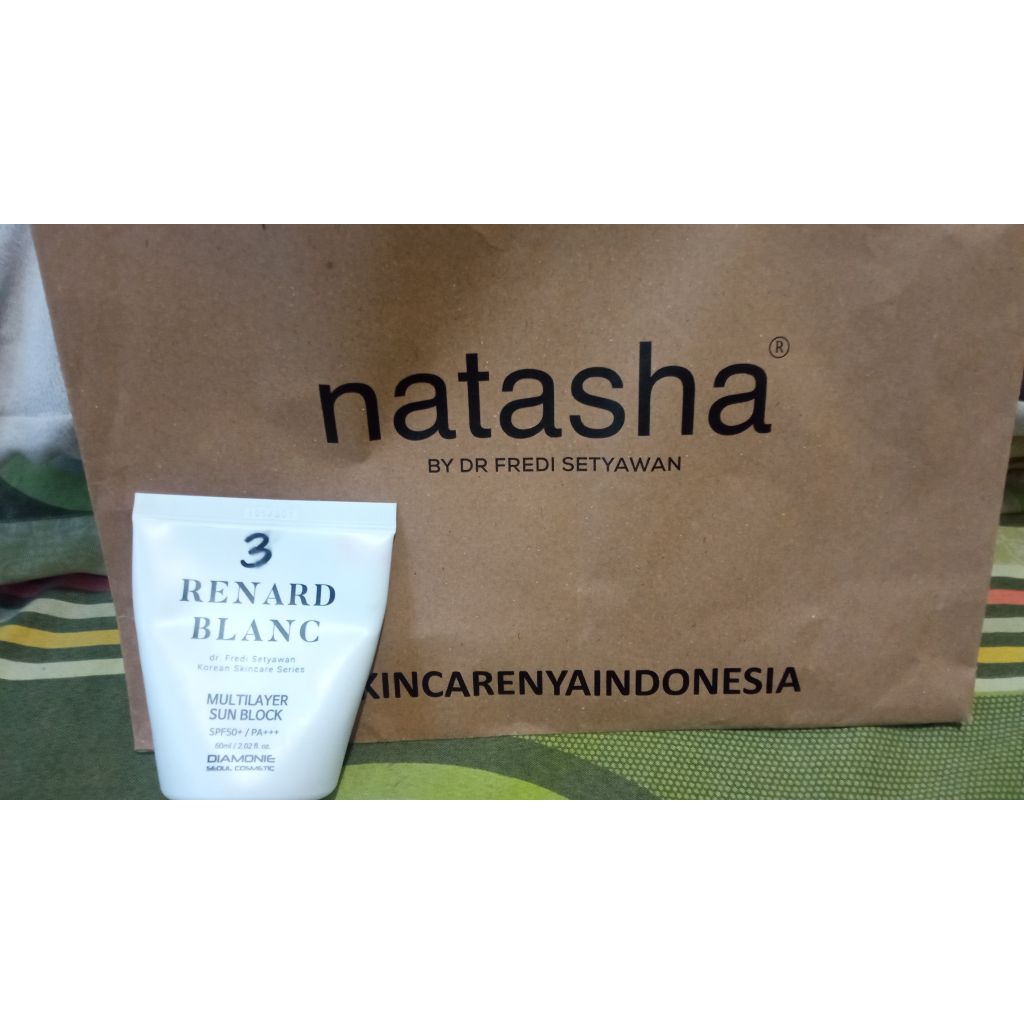 natasha®
BY DR FREDI SETYAWAN
KINCARENYAINDONESIA
3
RENARD
BLANC
dr. Fredi Setyawan
Korean Skincare Series
MULTILAYER
SUN BLOCK
SPF50+ / PA+++
60ml / 2.02 fl. oz.
DIAMONIE
SEOUL COSMETIC